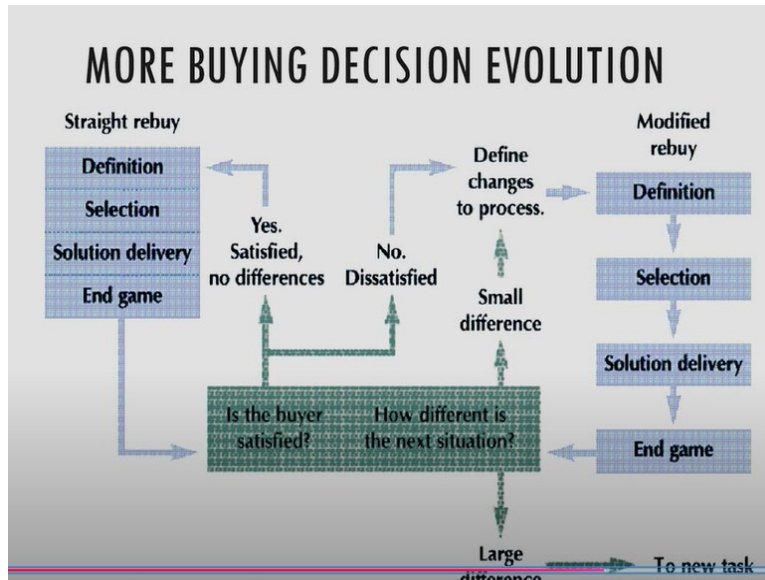 MORE BUYING DECISION EVOLUTION
Straight rebuy
Definition
Selection
Solution delivery
End game
Yes.
Satisfied,
no differences
No.
Dissatisfied
Define
changes
to process.
Small
difference
Modified
rebuy
Definition
Selection
Solution delivery
End game
Is the buyer
satisfied?
How different is
the next situation?
Large
difference
To new task